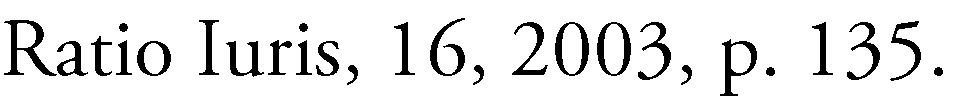 Ratio Iuris, 16, 2003, p. 135.